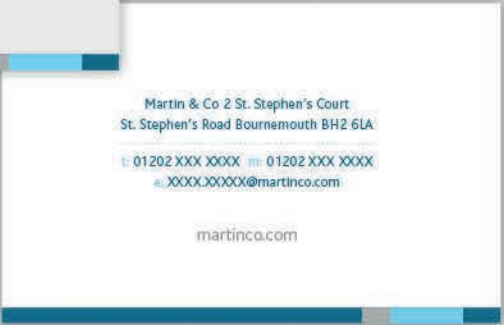 Martin & Co 2 St. Stephen's Court
St. Stephen's Road Bournemouth BH2 6LA
t: 01202 XXX XXXX m: 01202 XXX XXXX
e: XXXX.XXXXX@martinco.com
martinco.com